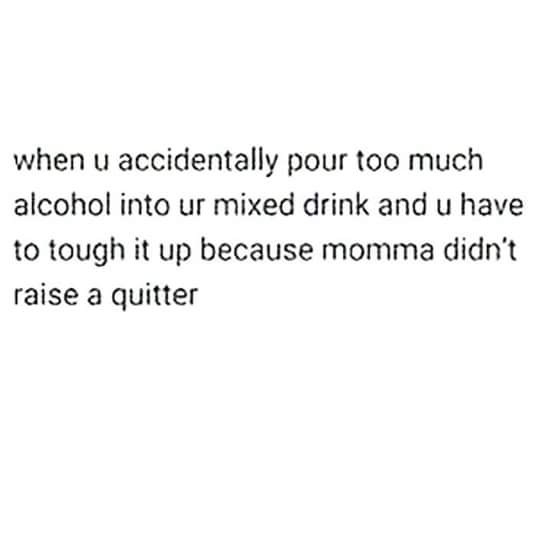 when u accidentally pour too much
alcohol into ur mixed drink and u have
to tough it up because momma didn't
raise a quitter